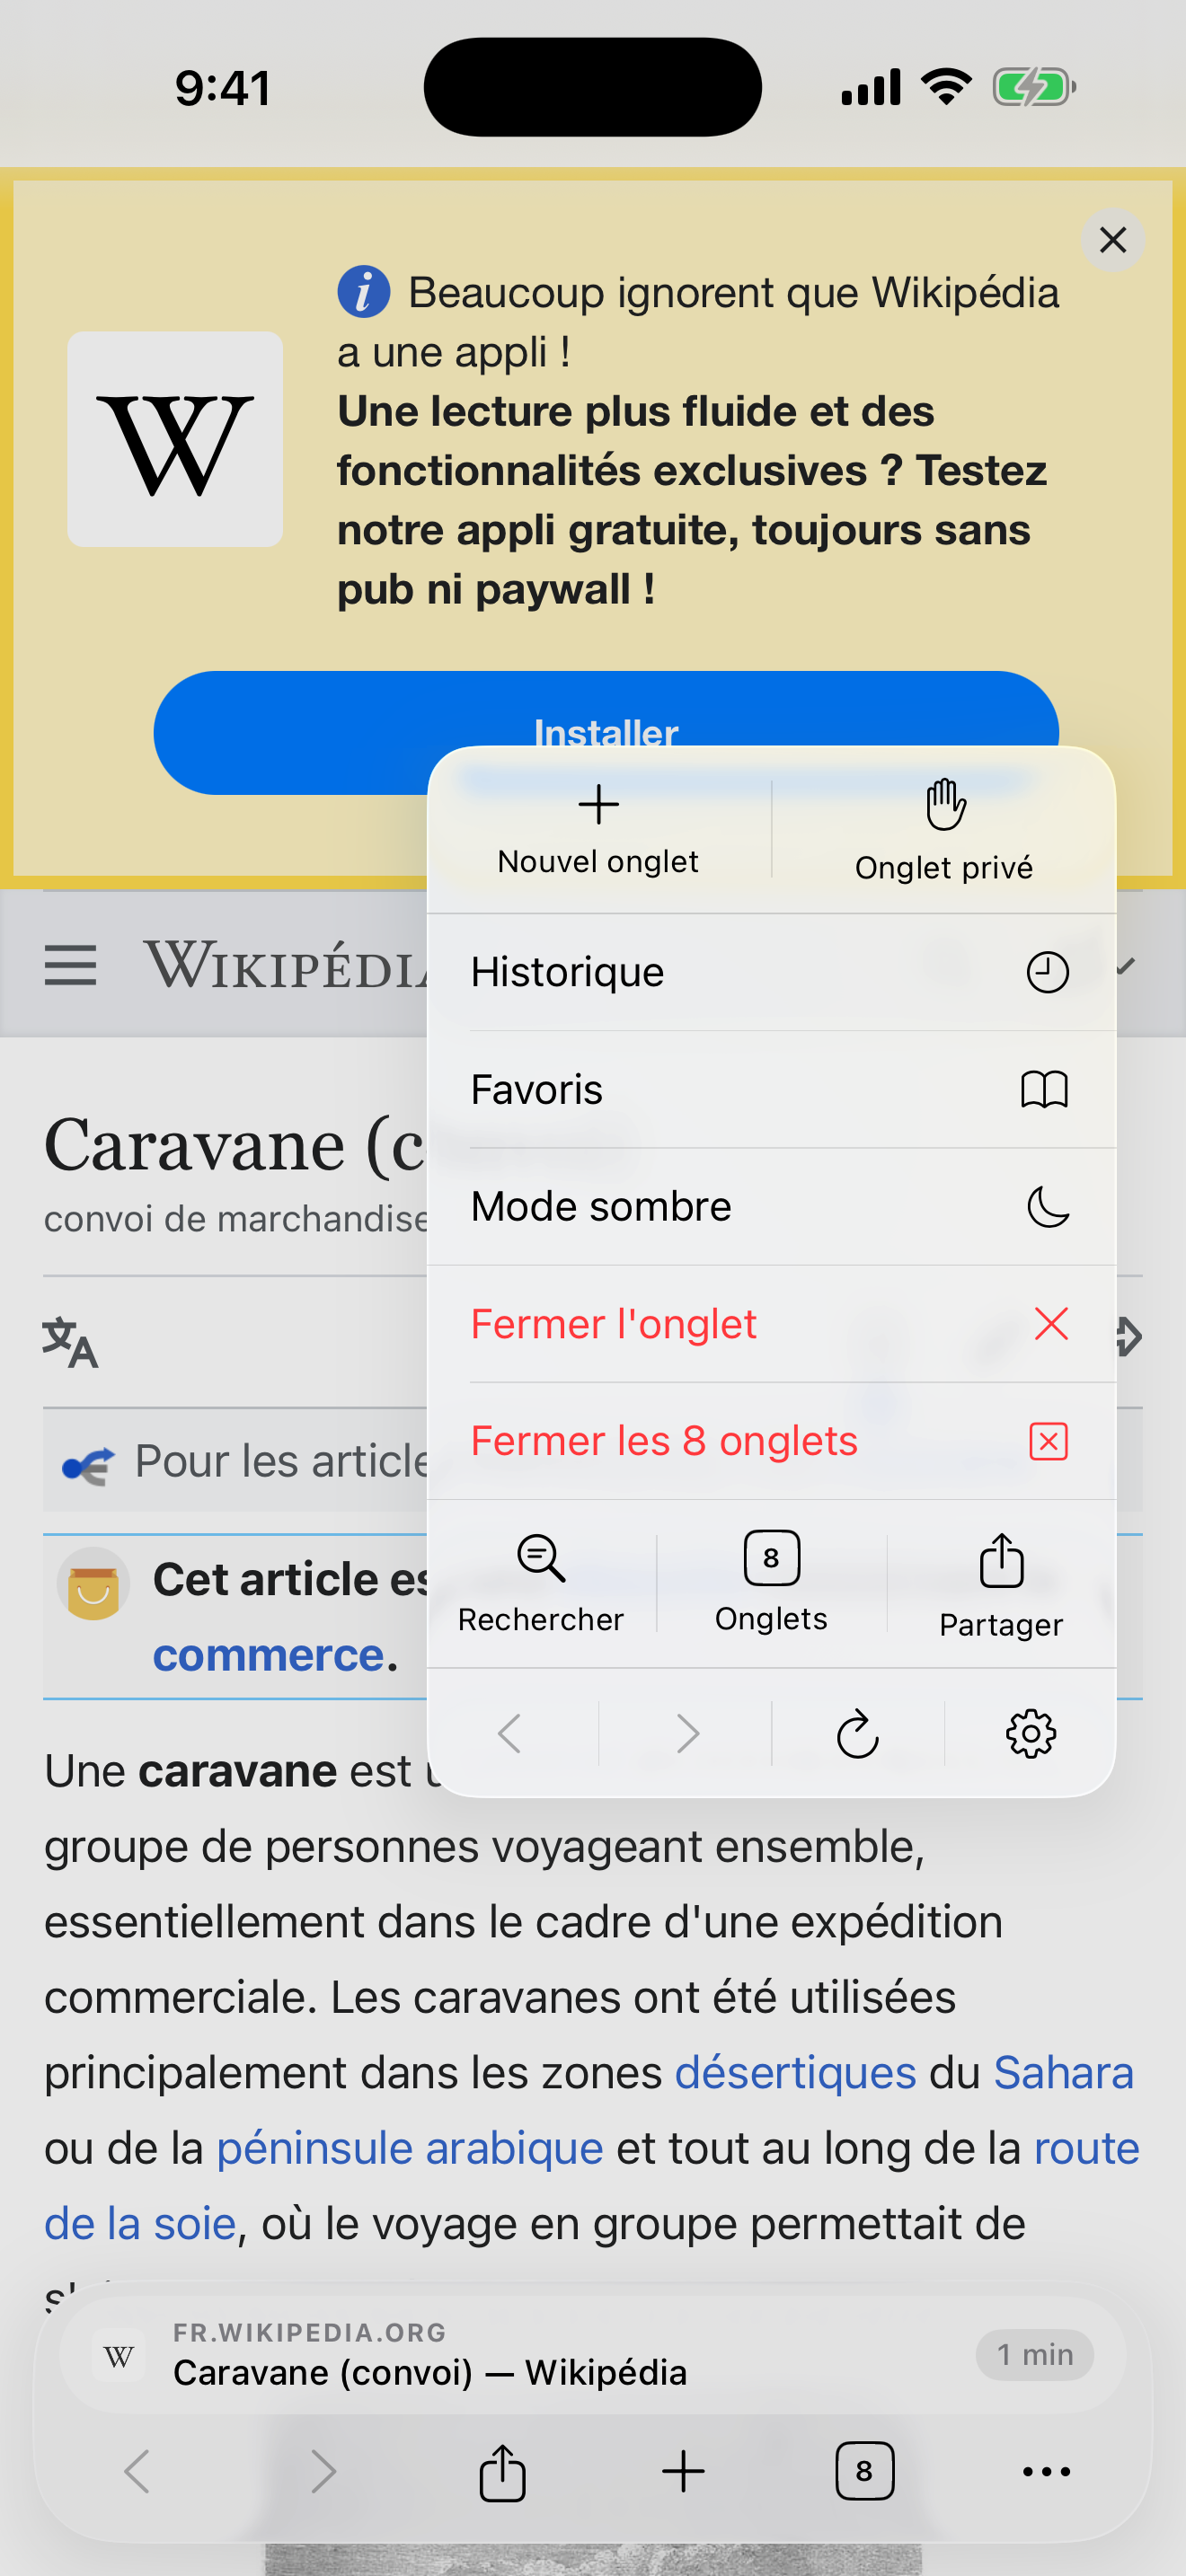 9:41
Beaucoup ignorent que Wikipédia
a une appli !
Une lecture plus fluide et des
fonctionnalités exclusives ? Testez
notre appli gratuite, toujours sans
pub ni paywall !
W
Installer
Nouvel onglet
Onglet privé
WIKIPÉDIA
Historique
Favoris
Caravane (c
Mode sombre
convoi de marchandise
Fermer l'onglet
Fermer les 8 onglets
Pour les article
Cet article es
commerce.
8
Rechercher
Onglets
Partager
Une caravane est u
groupe de personnes voyageant ensemble,
essentiellement dans le cadre d'une expédition
commerciale. Les caravanes ont été utilisées
principalement dans les zones désertiques du Sahara
ou de la péninsule arabique et tout au long de la route
de la soie, où le voyage en groupe permettait de
W
FR.WIKIPEDIA.ORG
Caravane (convoi) — Wikipédia
1 min
8